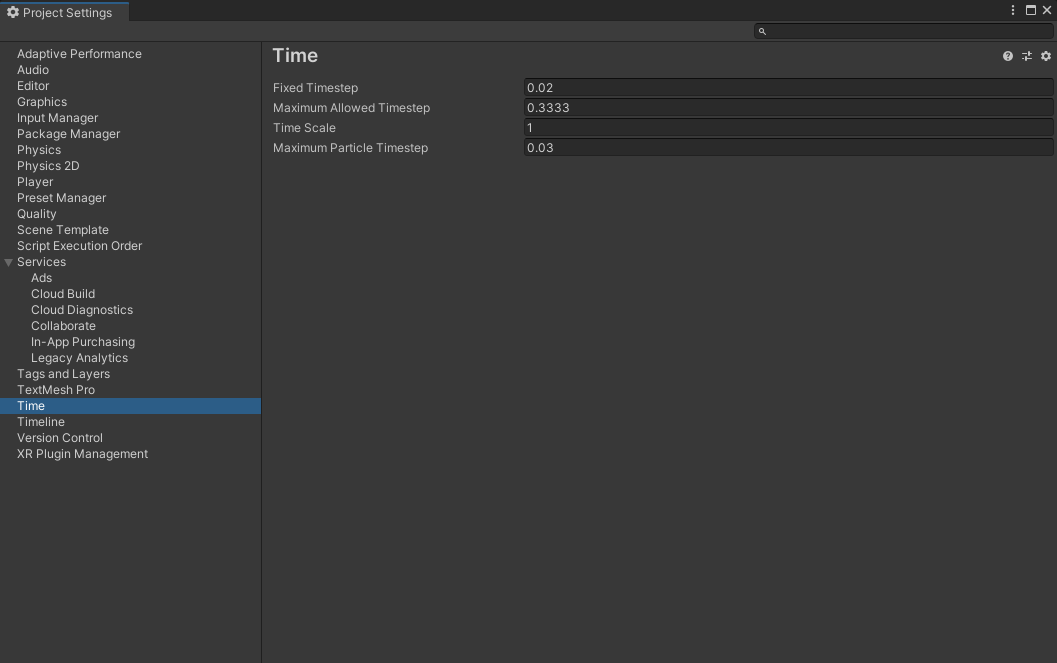 Project Settings
Adaptive Performance
Audio
Editor
Graphics
Input Manager
Package Manager
Physics
Physics 2D
Player
Preset Manager
Quality
Scene Template
Script Execution Order
Services
Ads
Cloud Build
Cloud Diagnostics
Collaborate
In-App Purchasing
Legacy Analytics
Tags and Layers
TextMesh Pro
Time
Timeline
Version Control
XR Plugin Management
Time
Fixed Timestep 0.02
Maximum Allowed Timestep 0.3333
Time Scale 1
Maximum Particle Timestep 0.03